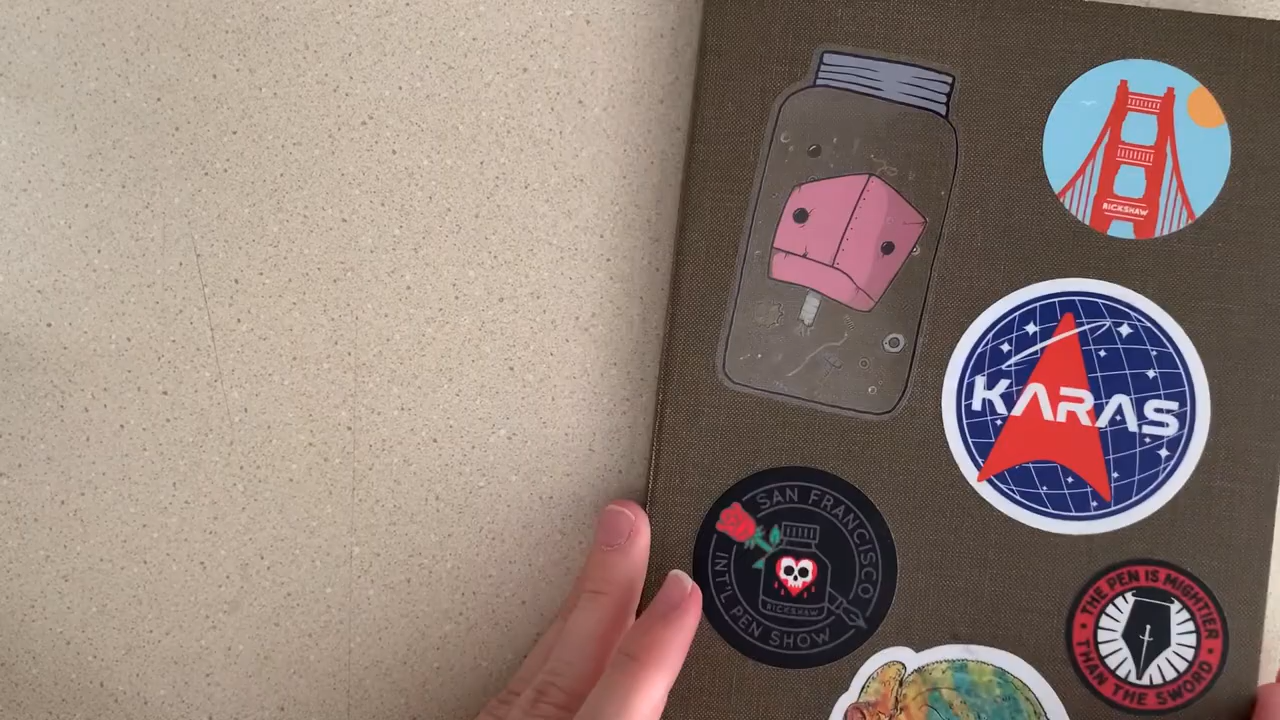 RICKSHAW
KARAS
SAN FRANCISCO
INT'L PEN SHOW
RICKSHAW
THE PEN IS MIGHTIER
THAN THE SWORD